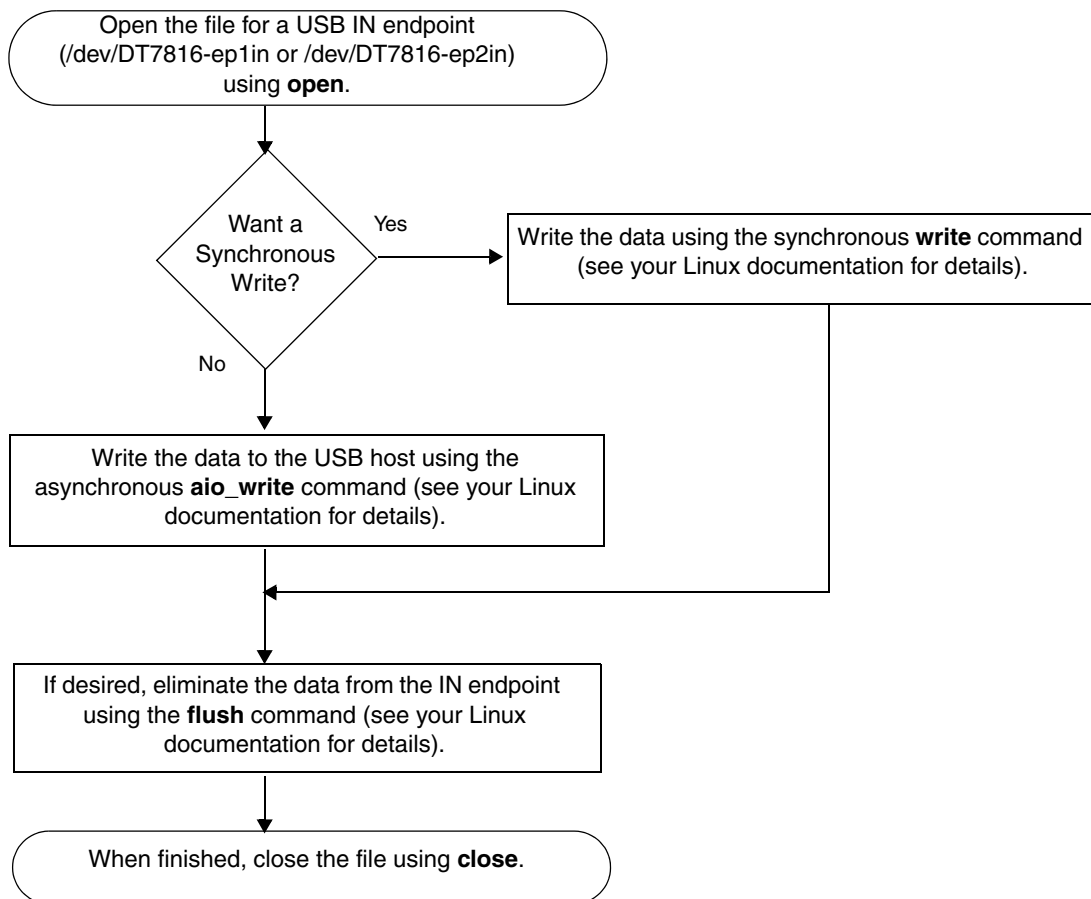 Open the file for a USB IN endpoint
(/dev/DT7816-ep1in or /dev/DT7816-ep2in)
using open.
Want a
Synchronous
Write?
Yes
Write the data using the synchronous write command
(see your Linux documentation for details).
No
Write the data to the USB host using the
asynchronous aio_write command (see your Linux
documentation for details).
If desired, eliminate the data from the IN endpoint
using the flush command (see your Linux
documentation for details).
When finished, close the file using close.